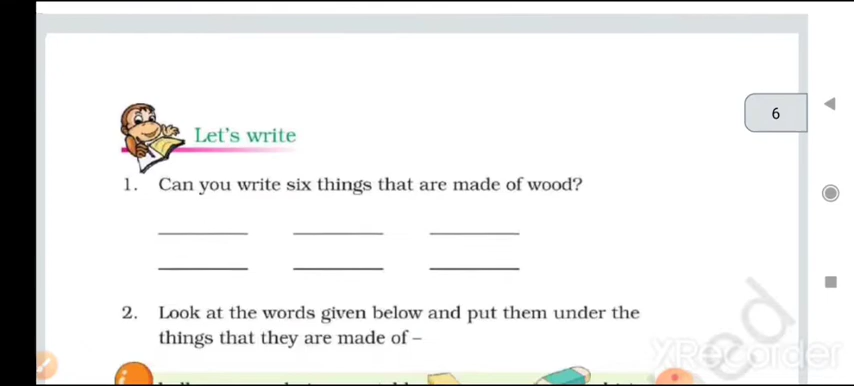 6
Let's write
1. Can you write six things that are made of wood?
2. Look at the words given below and put them under the
things that they are made of –
XRecorder